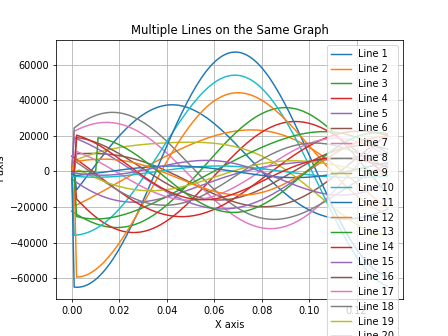 Multiple Lines on the Same Graph
60000
40000
20000
0
-20000
-40000
-60000
0.00
0.02
0.04
0.06
0.08
0.10
X axis
Line 1
Line 2
Line 3
Line 4
Line 5
Line 6
Line 7
Line 8
Line 9
Line 10
Line 11
Line 12
Line 13
Line 14
Line 15
Line 16
Line 17
Line 18
Line 19
Line 20